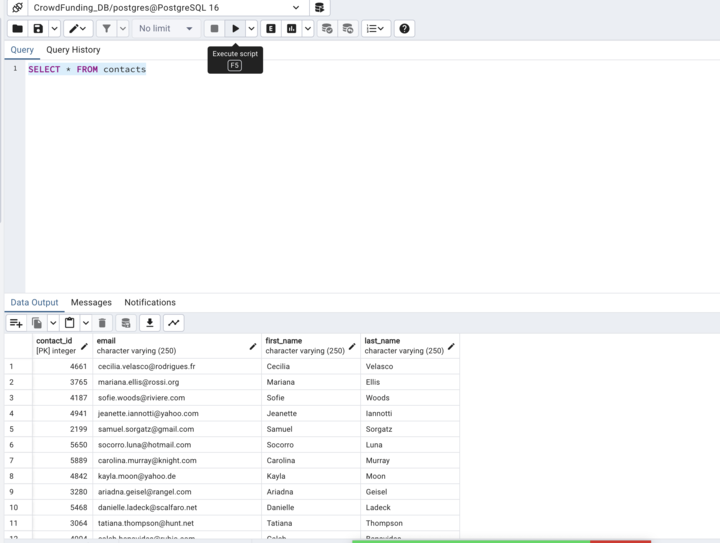 CrowdFunding_DB/postgres@PostgreSQL 16
No limit
E
Query Query History
Execute script
F5
1 SELECT * FROM contacts
Data Output Messages Notifications
contact_id email first_name last_name
[PK] integer character varying (250) character varying (250) character varying (250)
1 4661 cecilia.velasco@rodrigues.fr Cecilia Velasco
2 3765 mariana.ellis@rossi.org Mariana Ellis
3 4187 sofie.woods@riviere.com Sofie Woods
4 4941 jeanette.iannotti@yahoo.com Jeanette Iannotti
5 2199 samuel.sorgatz@gmail.com Samuel Sorgatz
6 5650 socorro.luna@hotmail.com Socorro Luna
7 5889 carolina.murray@knight.com Carolina Murray
8 4842 kayla.moon@yahoo.de Kayla Moon
9 3280 ariadna.geisel@rangel.com Ariadna Geisel
10 5468 danielle.ladeck@scalfaro.net Danielle Ladeck
11 3064 tatiana.thompson@hunt.net Tatiana Thompson